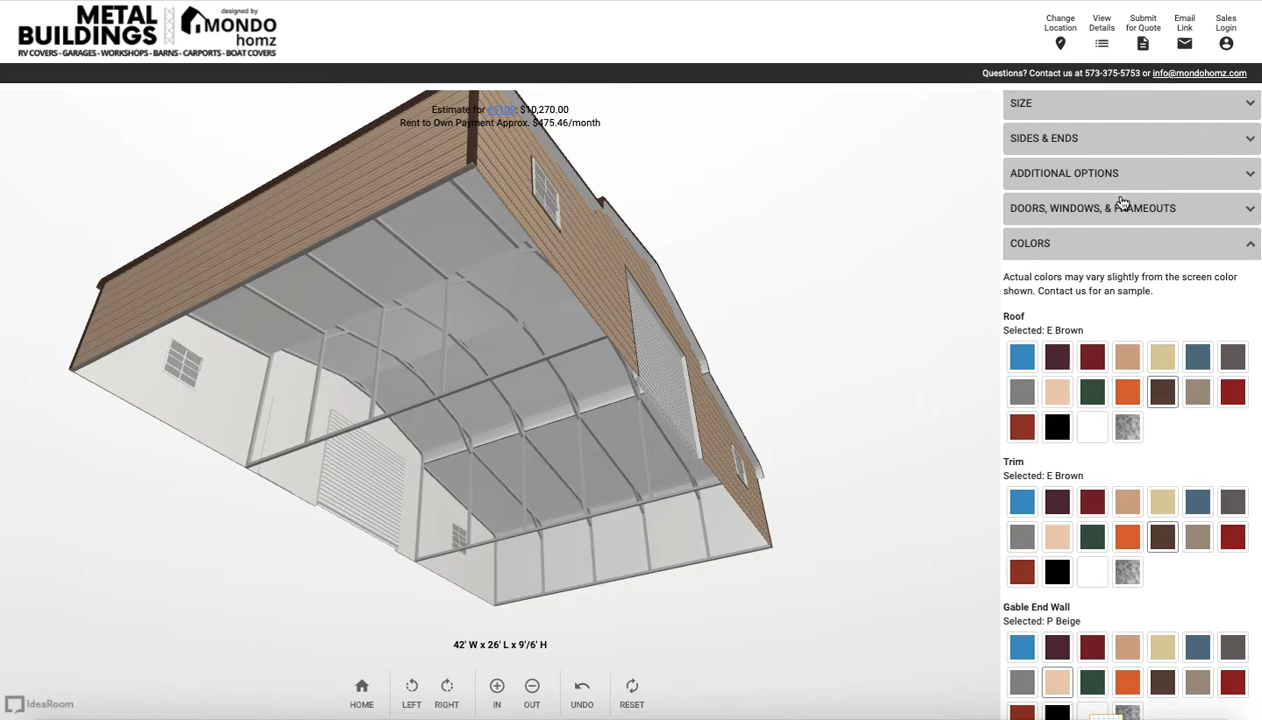 METAL
BUILDINGS
designed by
MONDO
homz
RV COVERS - GARAGES - WORKSHOPS - BARNS - CARPORTS - BOAT COVERS
Change
Location
View
Details
Submit
for Quote
Email
Link
Sales
Login
Questions? Contact us at 573-375-5753 or info@mondohomz.com
Estimate for : $10,270.00
Rent to Own Payment Approx. $475.46/month
SIZE
SIDES & ENDS
ADDITIONAL OPTIONS
DOORS, WINDOWS, & FRAMEOUTS
COLORS
Actual colors may vary slightly from the screen color
shown. Contact us for an sample.
Roof
Selected: E Brown
Trim
Selected: E Brown
Gable End Wall
Selected: P Beige
42' W x 26' L x 9'/6' H
HOME
LEFT
RIGHT
IN
OUT
UNDO
RESET
IdeaRoom